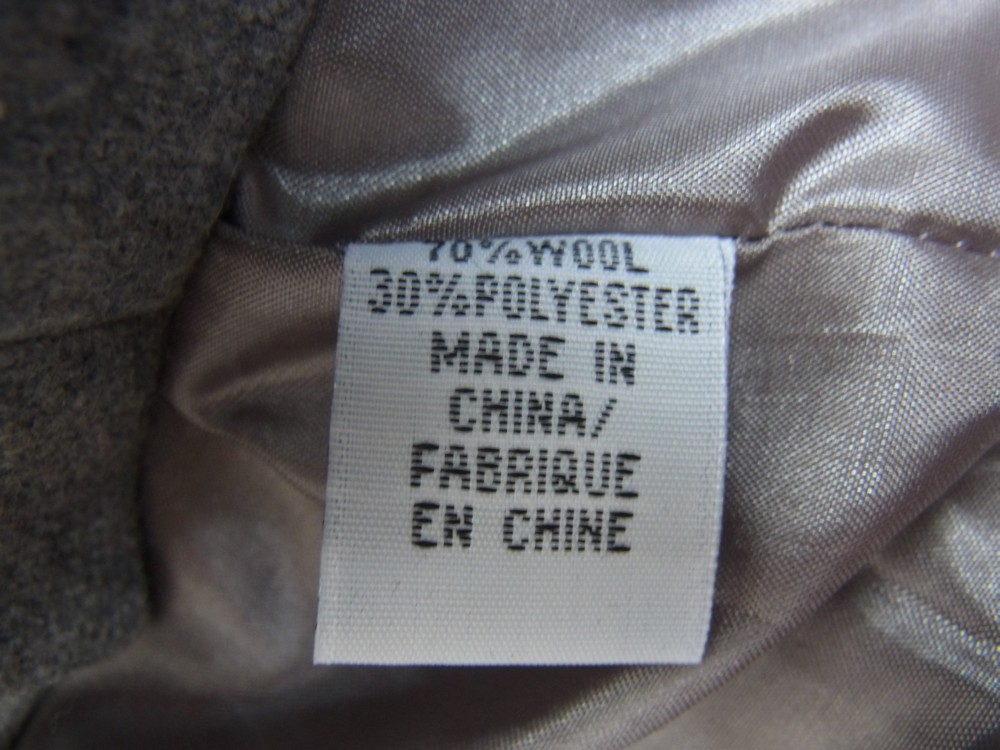 70%WOOL
30%POLYESTER
MADE IN
CHINA/
FABRIQUE
EN CHINE